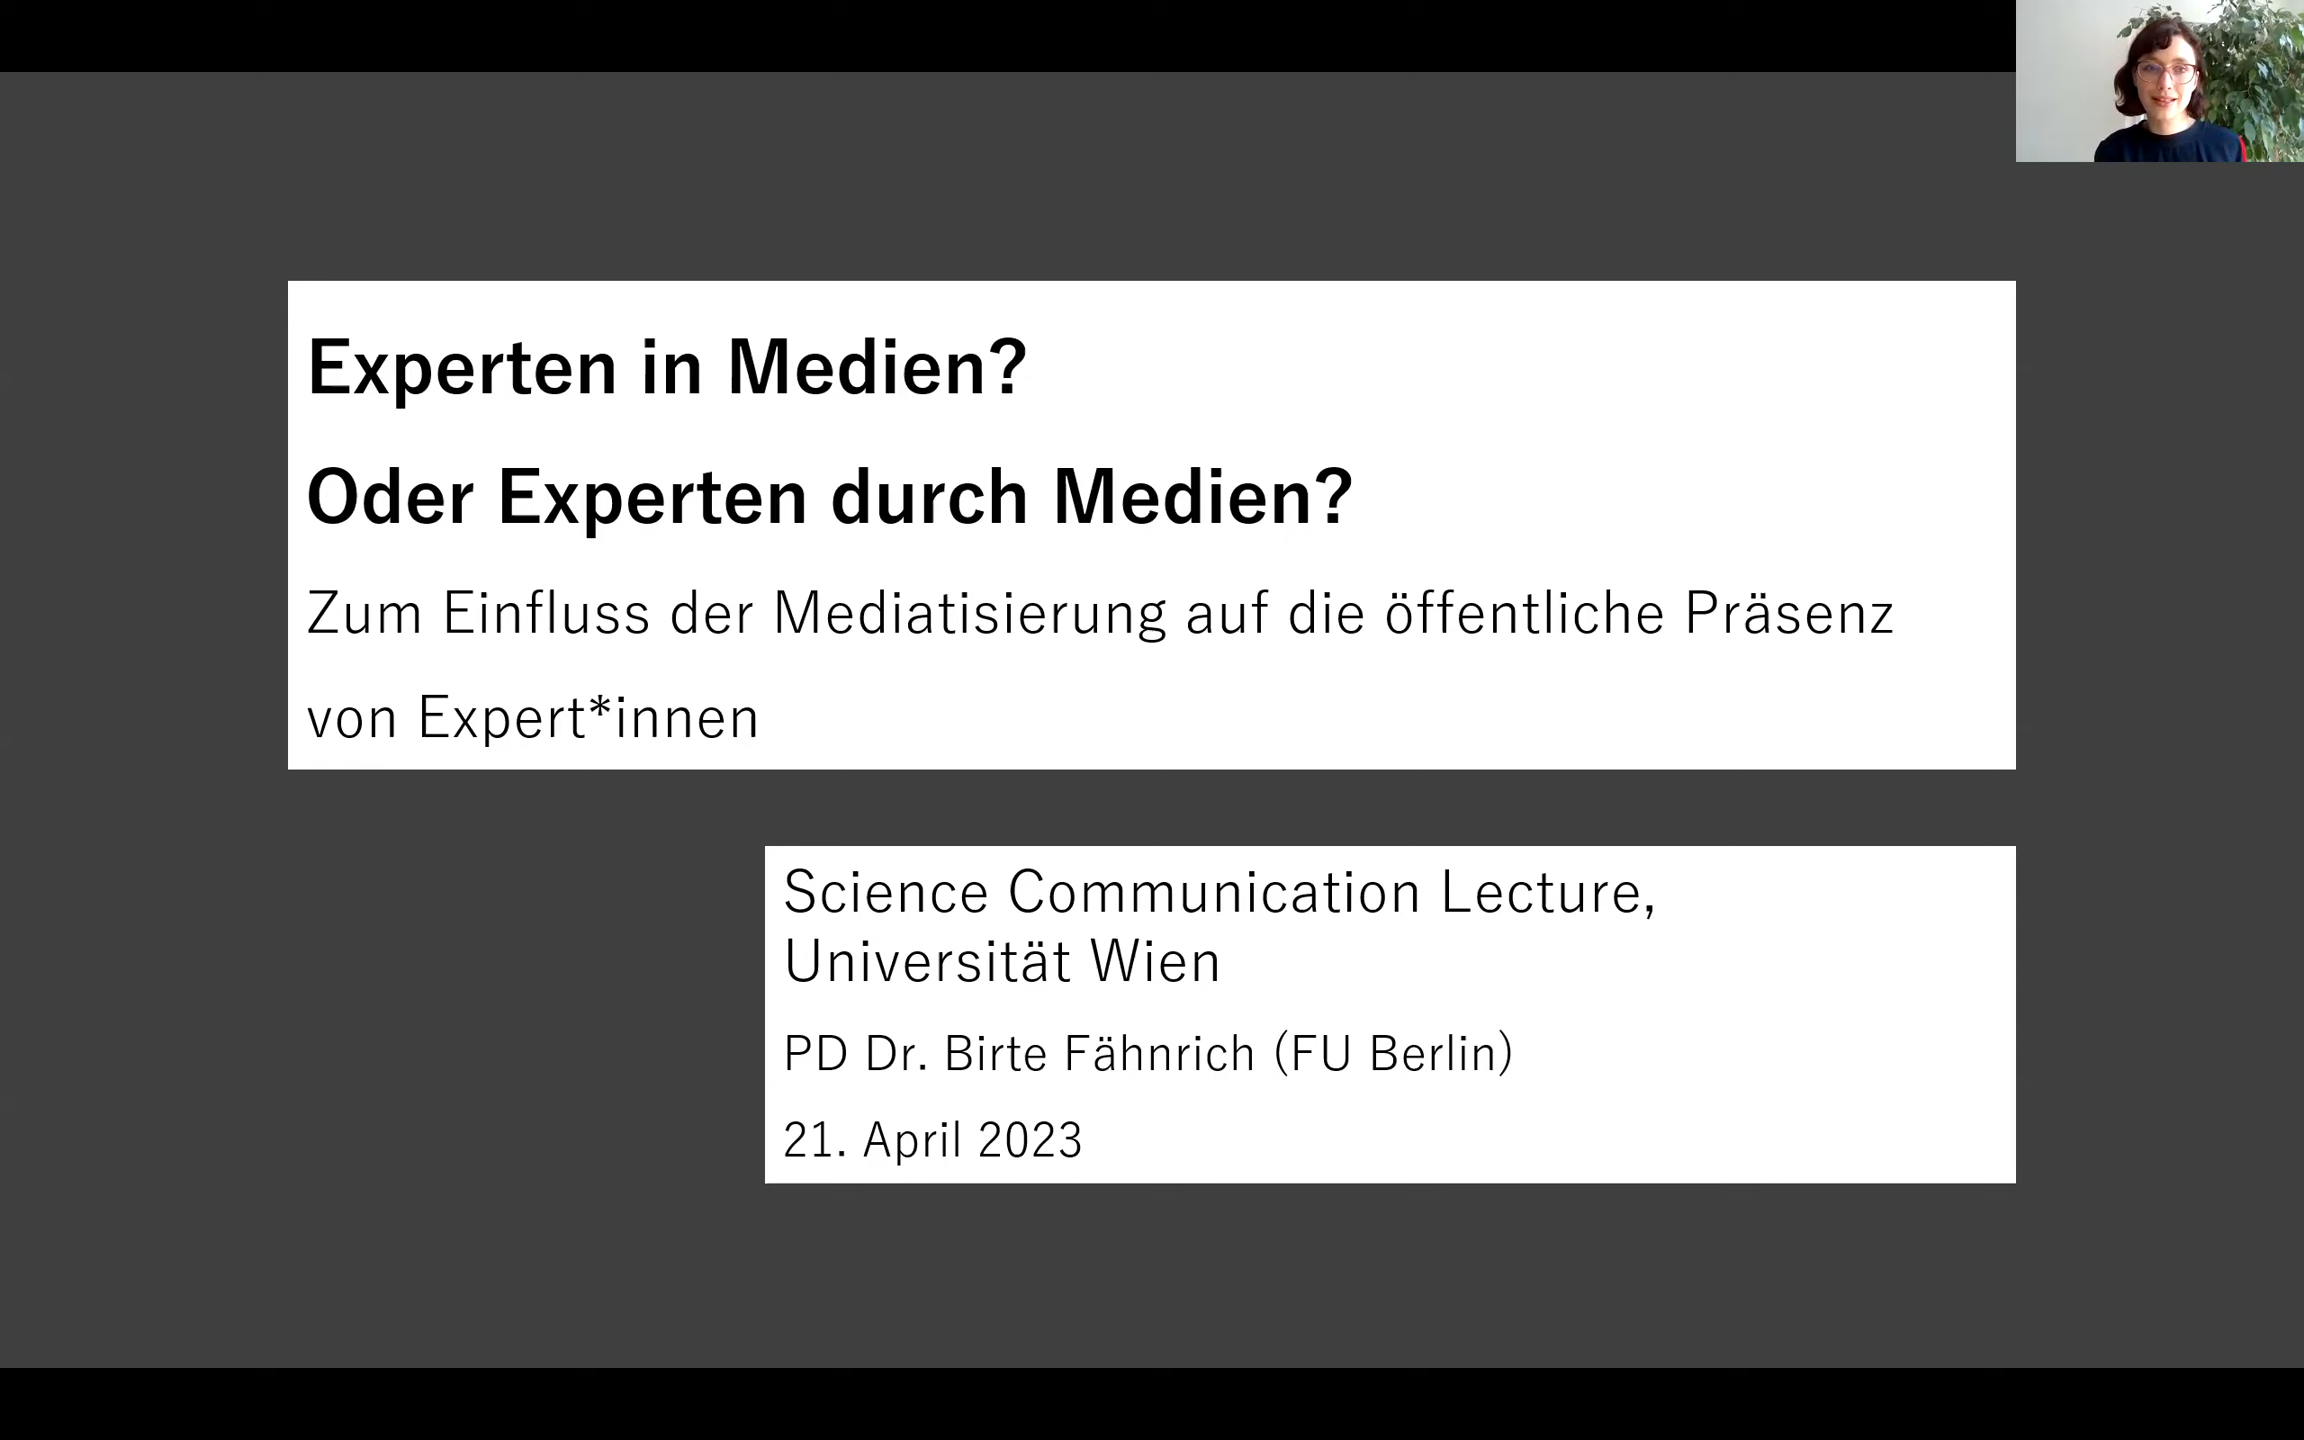 Experten in Medien?
Oder Experten durch Medien?
Zum Einfluss der Mediatisierung auf die öffentliche Präsenz
von Expert*innen
Science Communication Lecture,
Universität Wien
PD Dr. Birte Fähnrich (FU Berlin)
21. April 2023